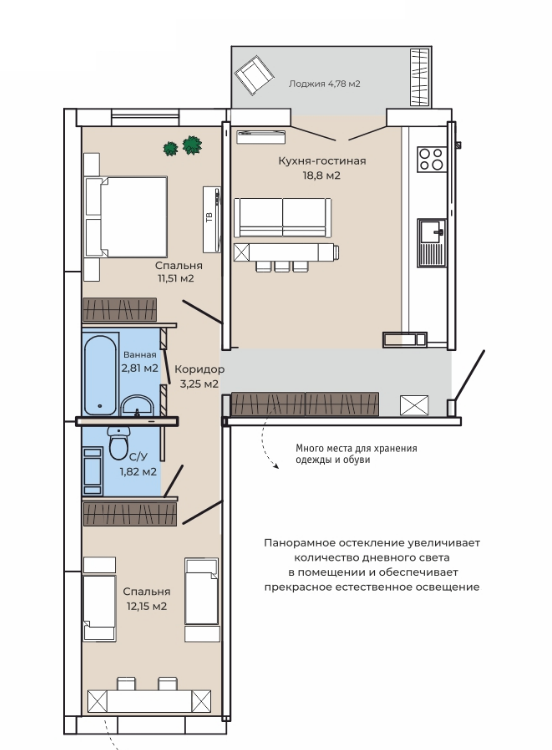 Лоджия 4,78 м2
Кухня-гостиная
18,8 м2
ТВ
Спальня
11,51 м2
Ванная
2,81 м2
Коридор
3,25 м2
С/У
1,82 м2
Много места для хранения
одежды и обуви
Панорамное остекление увеличивает
количество дневного света
в помещении и обеспечивает
прекрасное естественное освещение
Спальня
12,15 м2